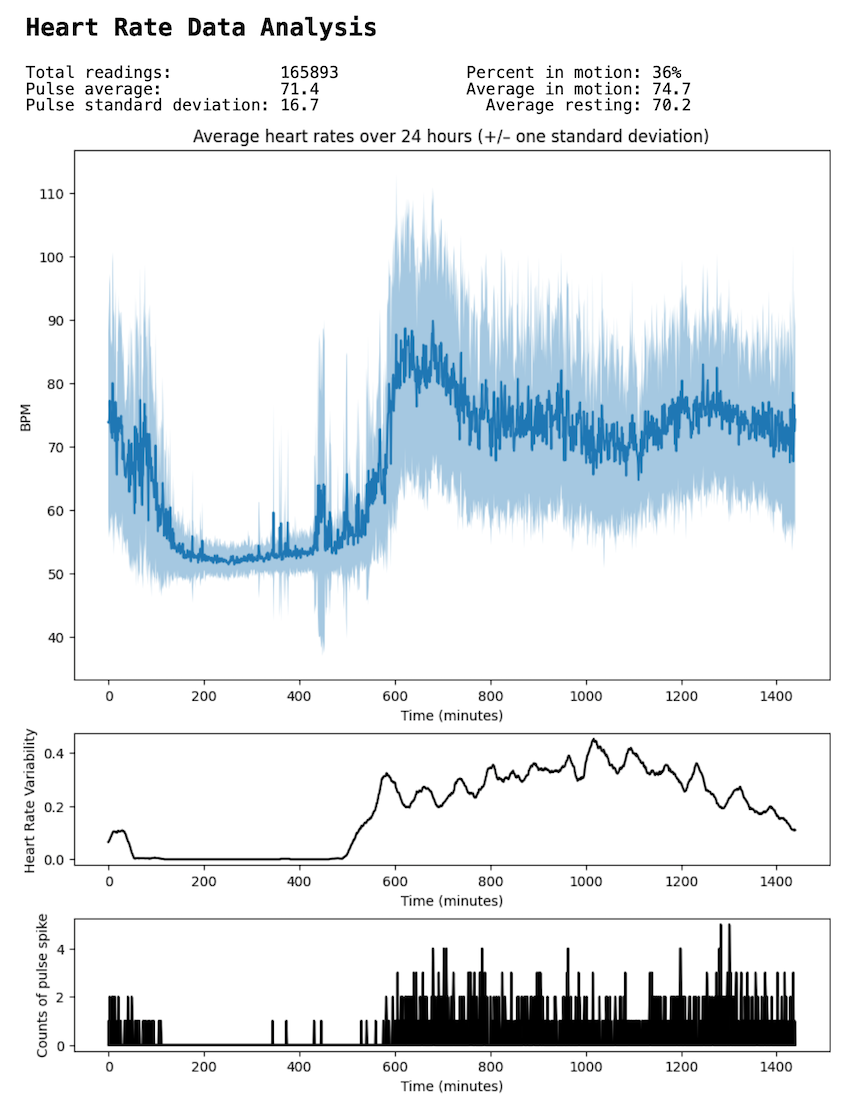 Heart Rate Data Analysis
Total readings: 165893 Percent in motion: 36%
Pulse average: 71.4 Average in motion: 74.7
Pulse standard deviation: 16.7 Average resting: 70.2
Average heart rates over 24 hours (+/– one standard deviation)
110
100
90
80
70
60
50
40
BPM
0 200 400 600 800 1000 1200 1400
Time (minutes)
0.4
0.2
0.0
Heart Rate Variability
0 200 400 600 800 1000 1200 1400
Time (minutes)
4
2
0
Counts of pulse spike
0 200 400 600 800 1000 1200 1400
Time (minutes)